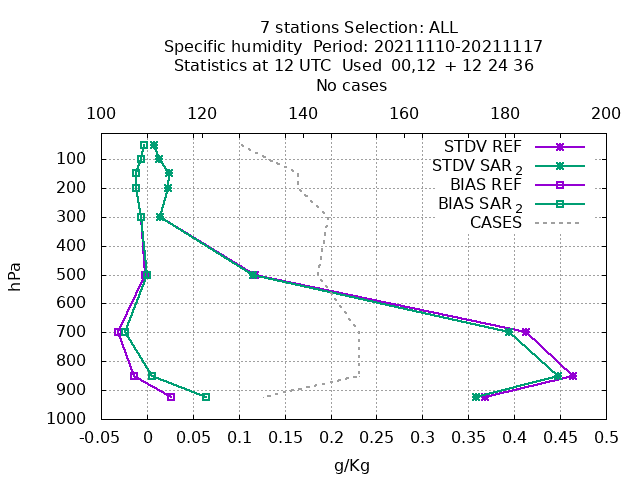 7 stations Selection: ALL
Specific humidity  Period: 20211110-20211117
Statistics at 12 UTC  Used  00,12  + 12 24 36
No cases
100 120 140 160 180 200
STDV REF
STDV SAR2
BIAS REF
BIAS SAR2
CASES
hPa
100
200
300
400
500
600
700
800
900
1000
-0.05 0 0.05 0.1 0.15 0.2 0.25 0.3 0.35 0.4 0.45 0.5
g/Kg